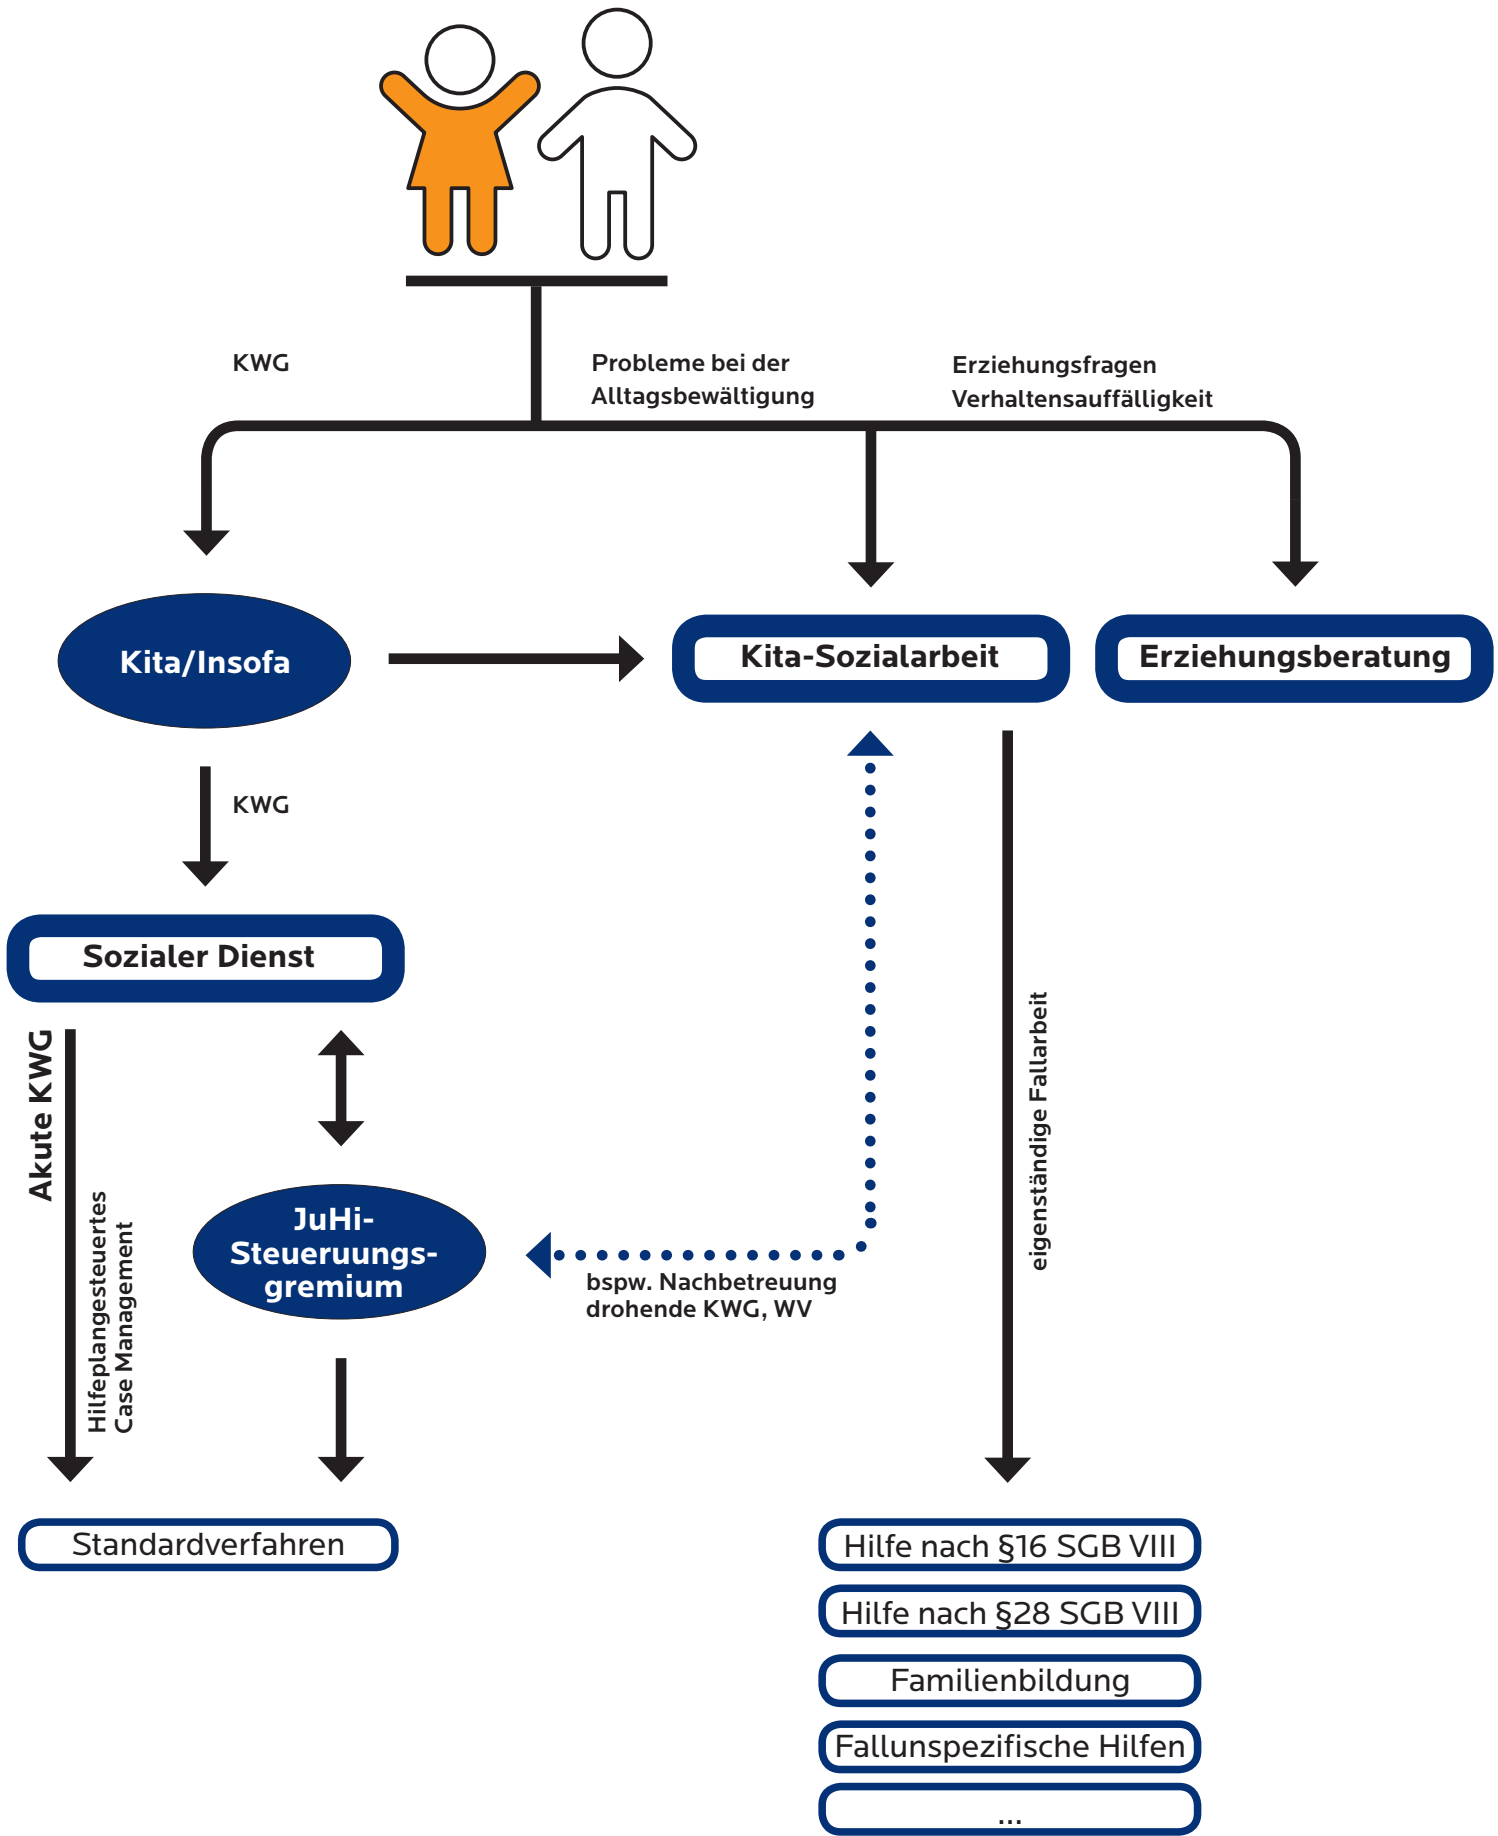 KWG
Probleme bei der
Alltagsbewältigung
Erziehungsfragen
Verhaltensauffälligkeit
Kita/Insofa
Kita-Sozialarbeit
Erziehungsberatung
KWG
Sozialer Dienst
Akute KWG
Hilfeplangesteuertes
Case Management
JuHi-
Steueruungs-
gremium
bspw. Nachbetreuung
drohende KWG, WV
eigenständige Fallarbeit
Standardverfahren
Hilfe nach §16 SGB VIII
Hilfe nach §28 SGB VIII
Familienbildung
Fallunspezifische Hilfen
...